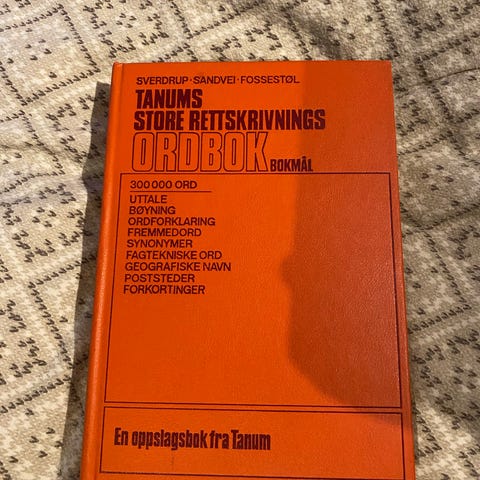 SVERDRUP · SANDVEI · FOSSESTØL
TANUMS
STORE RETTSKRIVNINGS
ORDBOK BOKMÅL
300 000 ORD
UTTALE
BØYNING
ORDFORKLARING
FREMMEDORD
SYNONYMER
FAGTEKNISKE ORD
GEOGRAFISKE NAVN
POSTSTEDER
FORKORTINGER
En oppslagsbok fra Tanum